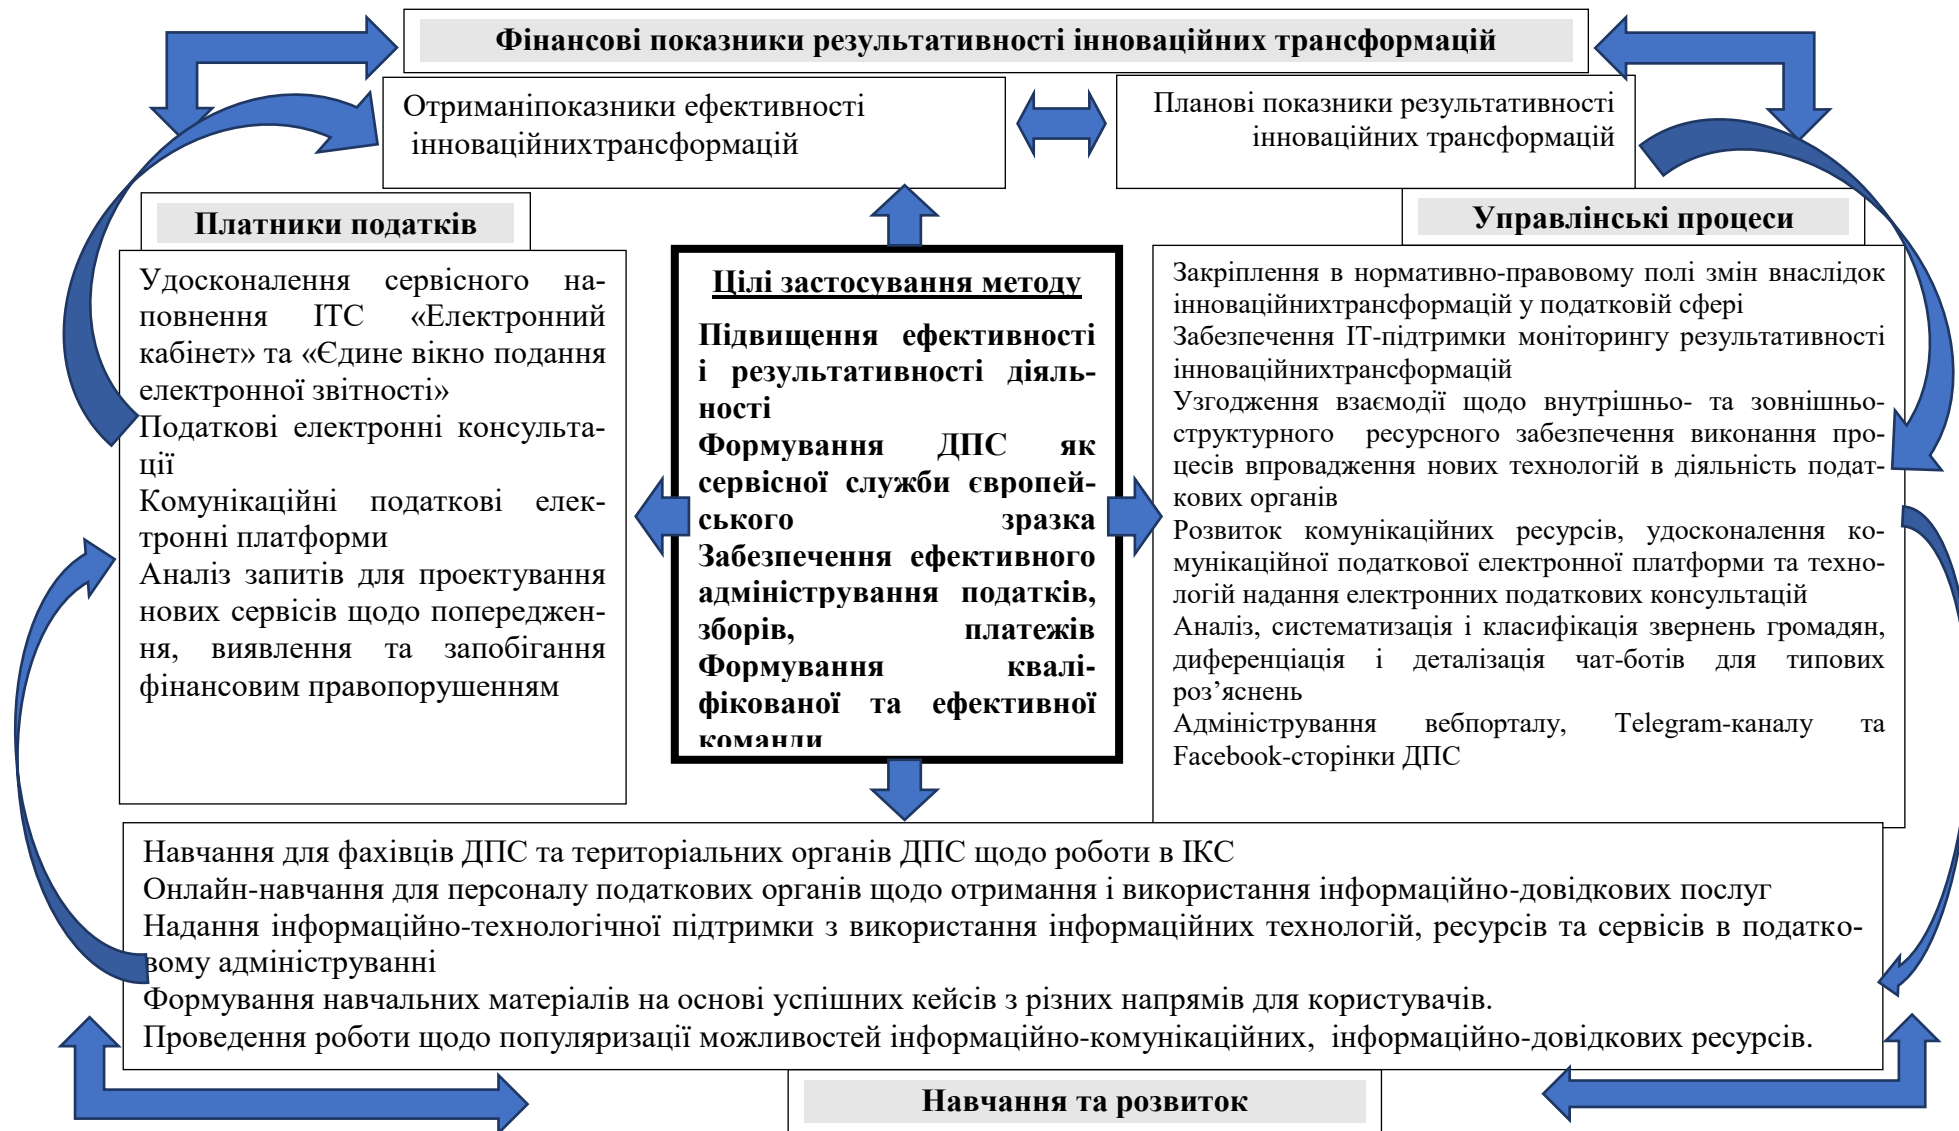 Фінансові показники результативності інноваційних трансформацій
Отриманіпоказники ефективності
інноваційнихтрансформацій
Планові показники результативності
інноваційних трансформацій
Платники податків
Удосконалення сервісного на-
повнення ІТС «Електронний
кабінет» та «Єдине вікно подання
електронної звітності»
Податкові електронні консульта-
ції
Комунікаційні податкові елек-
тронні платформи
Аналіз запитів для проектування
нових сервісів щодо попереджен-
ня, виявлення та запобігання
фінансовим правопорушенням
Цілі застосування методу
Підвищення ефективності
і результативності діяль-
ності
Формування ДПС як
сервісної служби європей-
ського зразка
Забезпечення ефективного
адміністрування податків,
зборів, платежів
Формування квалі-
фікованої та ефективної
команди
Управлінські процеси
Закріплення в нормативно-правовому полі змін внаслідок
інноваційнихтрансформацій у податковій сфері
Забезпечення ІТ-підтримки моніторингу результативності
інноваційнихтрансформацій
Узгодження взаємодії щодо внутрішньо- та зовнішньо-
структурного ресурсного забезпечення виконання про-
цесів впровадження нових технологій в діяльність подат-
кових органів
Розвиток комунікаційних ресурсів, удосконалення ко-
мунікаційної податкової електронної платформи та техно-
логій надання електронних податкових консультацій
Аналіз, систематизація і класифікація звернень громадян,
диференціація і деталізація чат-ботів для типових
роз’яснень
Адміністрування вебпорталу, Telegram-каналу та
Facebook-сторінки ДПС
Навчання для фахівців ДПС та територіальних органів ДПС щодо роботи в ІКС
Онлайн-навчання для персоналу податкових органів щодо отримання і використання інформаційно-довідкових послуг
Надання інформаційно-технологічної підтримки з використання інформаційних технологій, ресурсів та сервісів в податко-
вому адмініструванні
Формування навчальних матеріалів на основі успішних кейсів з різних напрямів для користувачів.
Проведення роботи щодо популяризації можливостей інформаційно-комунікаційних, інформаційно-довідкових ресурсів.
Навчання та розвиток